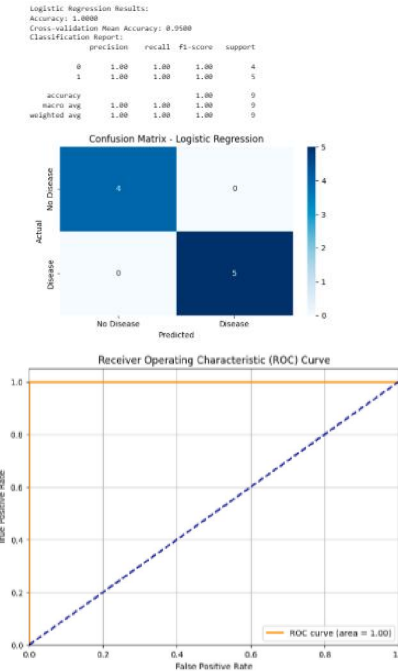 Logistic Regression Results:
Accuracy: 1.0000
Cross-validation Mean Accuracy: 0.9500
Classification Report:
precision recall f1-score support
0 1.00 1.00 1.00 4
1 1.00 1.00 1.00 5
accuracy 1.00 9
macro avg 1.00 1.00 1.00 9
weighted avg 1.00 1.00 1.00 9
Confusion Matrix - Logistic Regression
Actual
No Disease
Disease
4 0
0 5
No Disease Disease
Predicted
5
4
3
2
1
0
Receiver Operating Characteristic (ROC) Curve
True Positive Rate
1.0
0.8
0.6
0.4
0.2
0.0
ROC curve (area = 1.00)
0.0 0.2 0.4 0.6 0.8
False Positive Rate